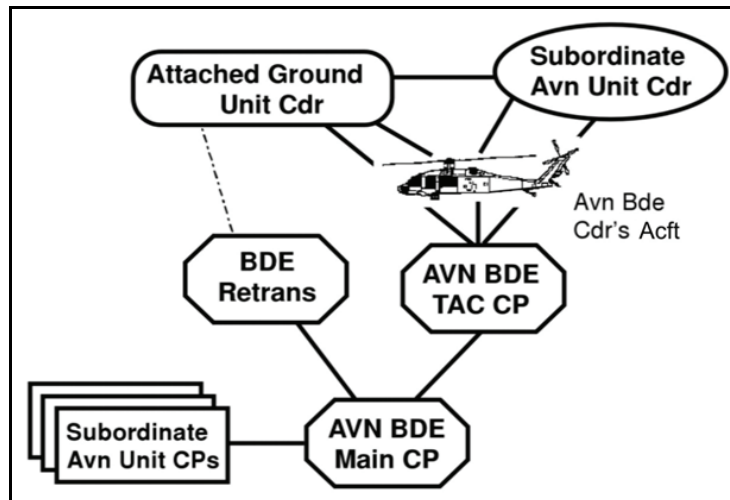 Attached Ground
Unit Cdr
Subordinate
Avn Unit Cdr
Avn Bde
Cdr's Acft
BDE
Retrans
AVN BDE
TAC CP
Subordinate
Avn Unit CPs
AVN BDE
Main CP